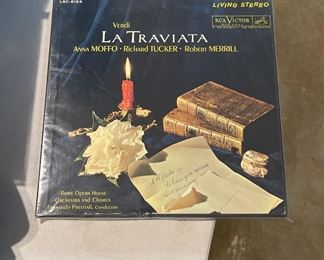 LSC-6154
LIVING STEREO
RCA VICTOR
Verdi
LA TRAVIATA
ANNA MOFFO • RICHARD TUCKER • ROBERT MERRILL
ROME OPERA HOUSE
ORCHESTRA AND CHORUS
FERNANDO PREVITALI, CONDUCTOR
Alfredo